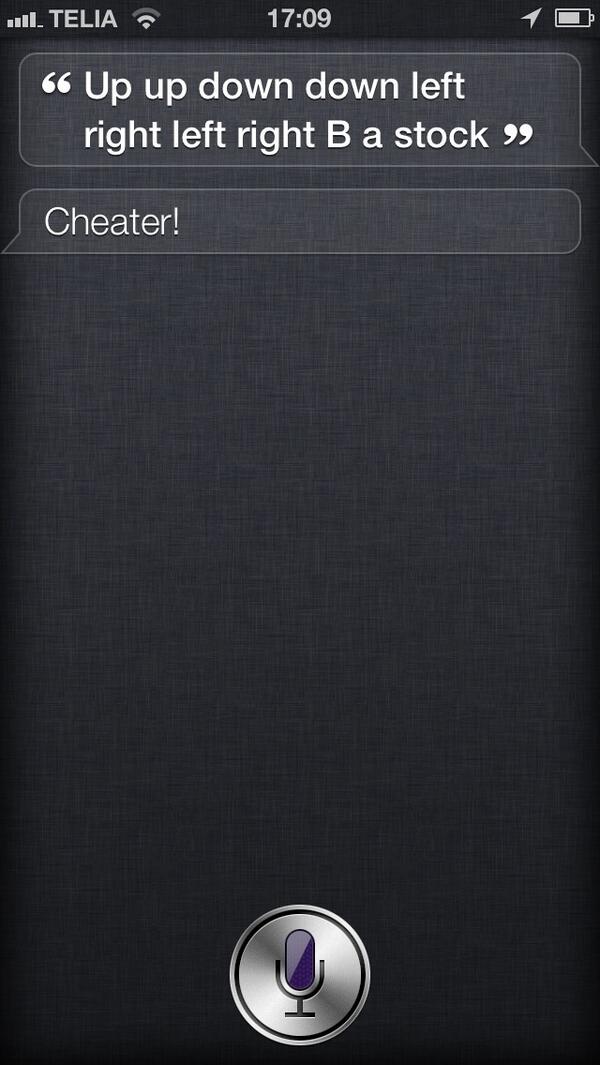 TELIA 17:09
“ Up up down down left
right left right B a stock ”
Cheater!